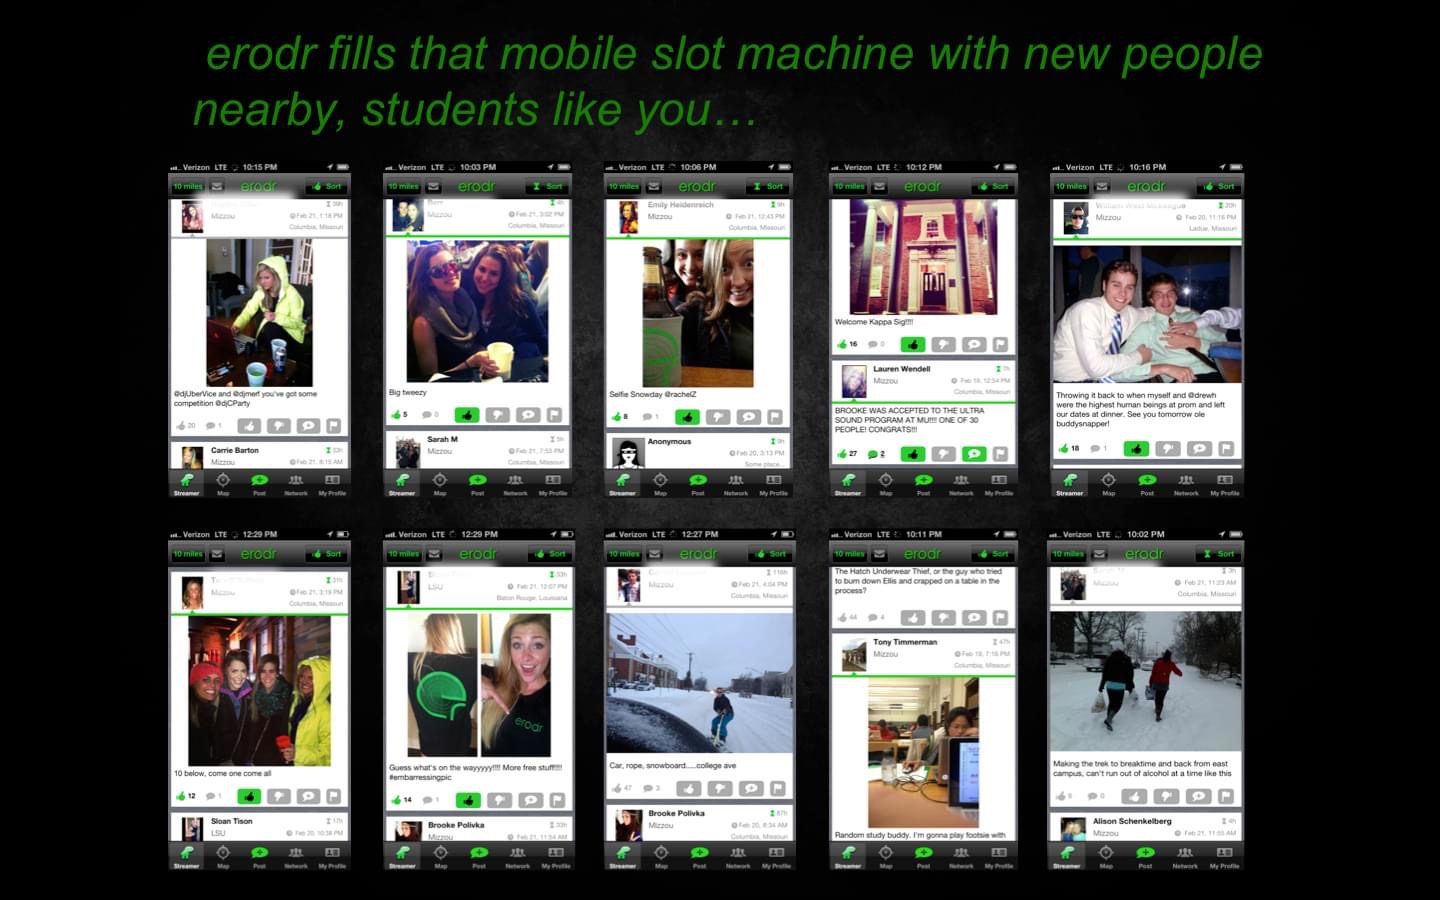 erodr fills that mobile slot machine with new people
nearby, students like you…
Verizon LTE 10:15 PM
10 miles erodr Sort
39h
Mizzou Feb 21, 1:18 PM
Columbia, Missouri
@djUberVice and @djmerf you've got some
competition @djCParty
20 1
Carrie Barton 33h
Mizzou Feb 21, 8:15 AM
Streamer Map Post Network My Profile
Verizon LTE 10:03 PM
10 miles erodr Sort
4h
Mizzou Feb 21, 3:02 PM
Columbia, Missouri
Big tweezy
5 0
Sarah M 5h
Mizzou Feb 21, 7:53 PM
Columbia, Missouri
Streamer Map Post Network My Profile
Verizon LTE 10:06 PM
10 miles erodr Sort
Emily Heidenreich 9h
Mizzou Feb 21, 12:43 PM
Columbia, Missouri
Selfie Snowday @rachelZ
8 1
Anonymous 9h
Feb 20, 3:13 PM
Some place...
Streamer Map Post Network My Profile
Verizon LTE 10:12 PM
10 miles erodr Sort
Welcome Kappa Sig!!!!
16 0
Lauren Wendell 7h
Mizzou Feb 19, 12:54 PM
Columbia, Missouri
BROOKE WAS ACCEPTED TO THE ULTRA
SOUND PROGRAM AT MU!!!! ONE OF 30
PEOPLE! CONGRATS!!!
27 2
Streamer Map Post Network My Profile
Verizon LTE 10:16 PM
10 miles erodr Sort
20h
Mizzou Feb 20, 11:16 PM
Ladue, Missouri
Throwing it back to when myself and @drewh
were the highest human beings at prom and left
our dates at dinner. See you tomorrow ole
buddysnapper!
18 1
Streamer Map Post Network My Profile
Verizon LTE 12:29 PM
10 miles erodr Sort
31h
Mizzou Feb 21, 3:19 PM
Columbia, Missouri
10 below, come one come all
12 1
Sloan Tison 17h
LSU Feb 20, 10:38 PM
Streamer Map Post Network My Profile
Verizon LTE 12:29 PM
10 miles erodr Sort
33h
LSU Feb 21, 12:07 PM
Baton Rouge, Louisiana
erodr
Guess what's on the wayyyyy!!!! More free stuff!!!!
#embarressingpic
14 1
Brooke Polivka 33h
Mizzou Feb 21, 11:54 AM
Streamer Map Post Network My Profile
Verizon LTE 12:27 PM
10 miles erodr Sort
116h
Mizzou Feb 21, 4:04 PM
Columbia, Missouri
Car, rope, snowboard.....college ave
47 3
Brooke Polivka 67h
Mizzou Feb 20, 8:34 AM
Columbia, Missouri
Streamer Map Post Network My Profile
Verizon LTE 10:11 PM
10 miles erodr Sort
The Hatch Underwear Thief, or the guy who tried
to burn down Ellis and crapped on a table in the
process?
44 4
Tony Timmerman 47h
Mizzou Feb 19, 7:16 PM
Columbia, Missouri
Random study buddy. I'm gonna play footsie with
Streamer Map Post Network My Profile
Verizon LTE 10:02 PM
10 miles erodr Sort
3h
Mizzou Feb 21, 11:23 AM
Columbia, Missouri
Making the trek to breaktime and back from east
campus, can't run out of alcohol at a time like this
5 0
Alison Schenkelberg 4h
Mizzou Feb 21, 11:55 AM
Streamer Map Post Network My Profile